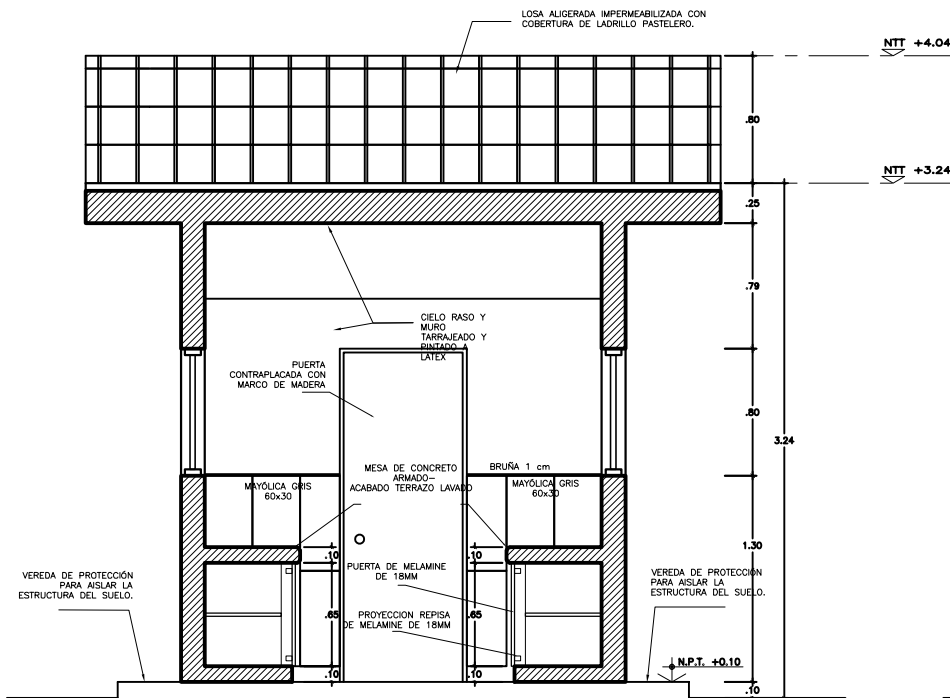 LOSA ALIGERADA IMPERMEABILIZADA CON
COBERTURA DE LADRILLO PASTELERO.
NTT +4.04
.80
NTT +3.24
.25
.79
CIELO RASO Y
MURO
TARRAJEADO Y
PINTADO A
LATEX
PUERTA
CONTRAPLACADA CON
MARCO DE MADERA
.80
3.24
MESA DE CONCRETO
ARMADO-
ACABADO TERRAZO LAVADO
BRUÑA 1 cm
MAYÓLICA GRIS
60x30
MAYÓLICA GRIS
60x30
1.30
.10
.10
PUERTA DE MELAMINE
DE 18MM
VEREDA DE PROTECCIÓN
PARA AISLAR LA
ESTRUCTURA DEL SUELO.
VEREDA DE PROTECCIÓN
PARA AISLAR LA
ESTRUCTURA DEL SUELO.
.65
.65
PROYECCION REPISA
DE MELAMINE DE 18MM
N.P.T. +0.10
.10
.10
.10